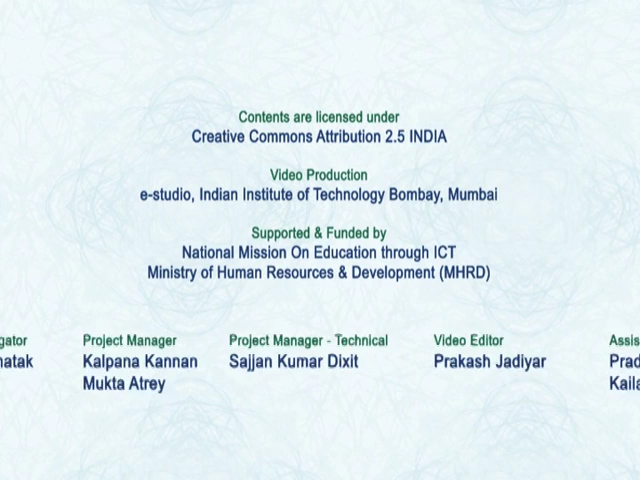 Contents are licensed under
Creative Commons Attribution 2.5 INDIA
Video Production
e-studio, Indian Institute of Technology Bombay, Mumbai
Supported & Funded by
National Mission On Education through ICT
Ministry of Human Resources & Development (MHRD)
Project Manager Project Manager - Technical Video Editor
Kalpana Kannan Sajjan Kumar Dixit Prakash Jadiyar
Mukta Atrey